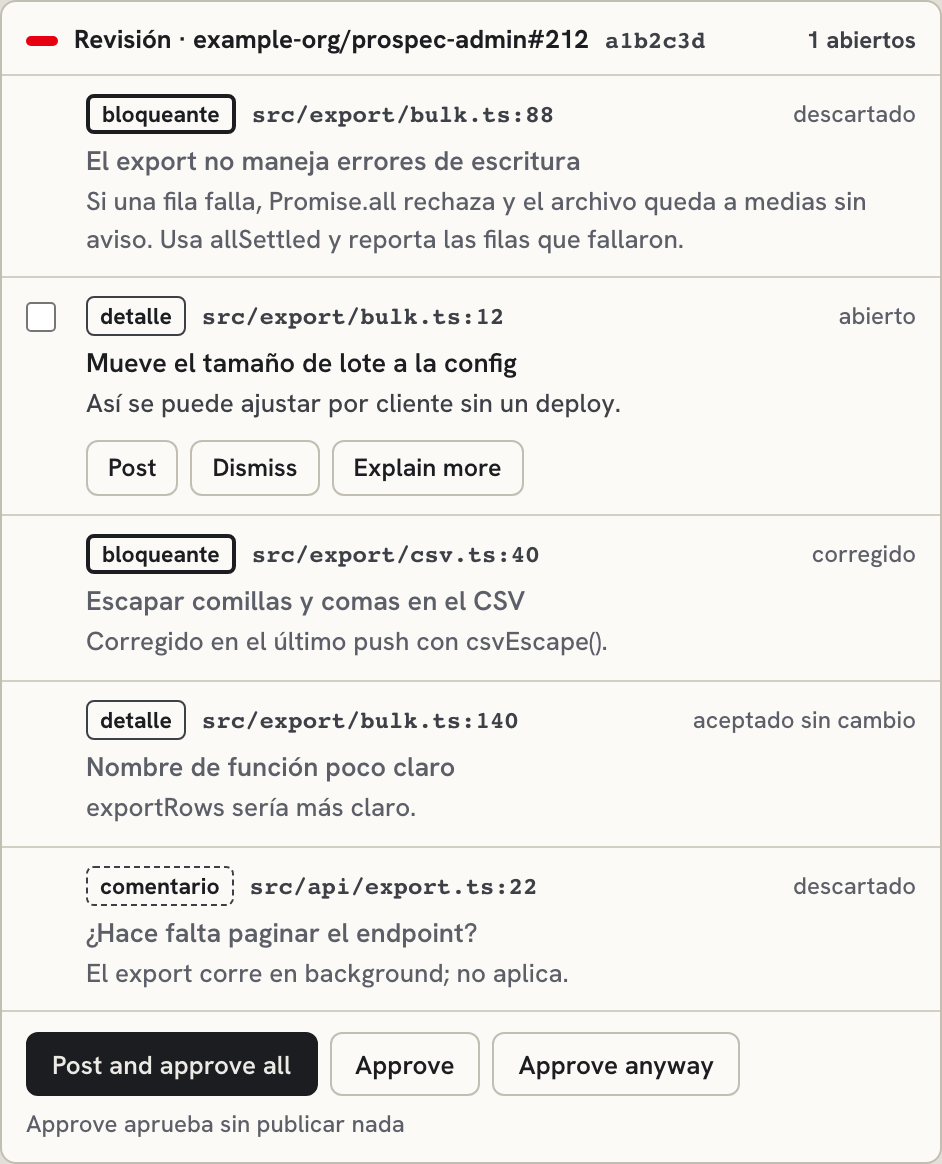 Revisión · example-org/prospec-admin#212 a1b2c3d 1 abiertos
bloqueante src/export/bulk.ts:88 descartado
El export no maneja errores de escritura
Si una fila falla, Promise.all rechaza y el archivo queda a medias sin
aviso. Usa allSettled y reporta las filas que fallaron.
detalle src/export/bulk.ts:12 abierto
Mueve el tamaño de lote a la config
Así se puede ajustar por cliente sin un deploy.
Post Dismiss Explain more
bloqueante src/export/csv.ts:40 corregido
Escapar comillas y comas en el CSV
Corregido en el último push con csvEscape().
detalle src/export/bulk.ts:140 aceptado sin cambio
Nombre de función poco claro
exportRows sería más claro.
comentario src/api/export.ts:22 descartado
¿Hace falta paginar el endpoint?
El export corre en background; no aplica.
Post and approve all Approve Approve anyway
Approve aprueba sin publicar nada